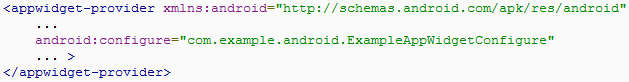 <appwidget-provider xmlns:android="http://schemas.android.com/apk/res/android"
    ...
    android:configure="com.example.android.ExampleAppWidgetConfigure"
    ... >
</appwidget-provider>